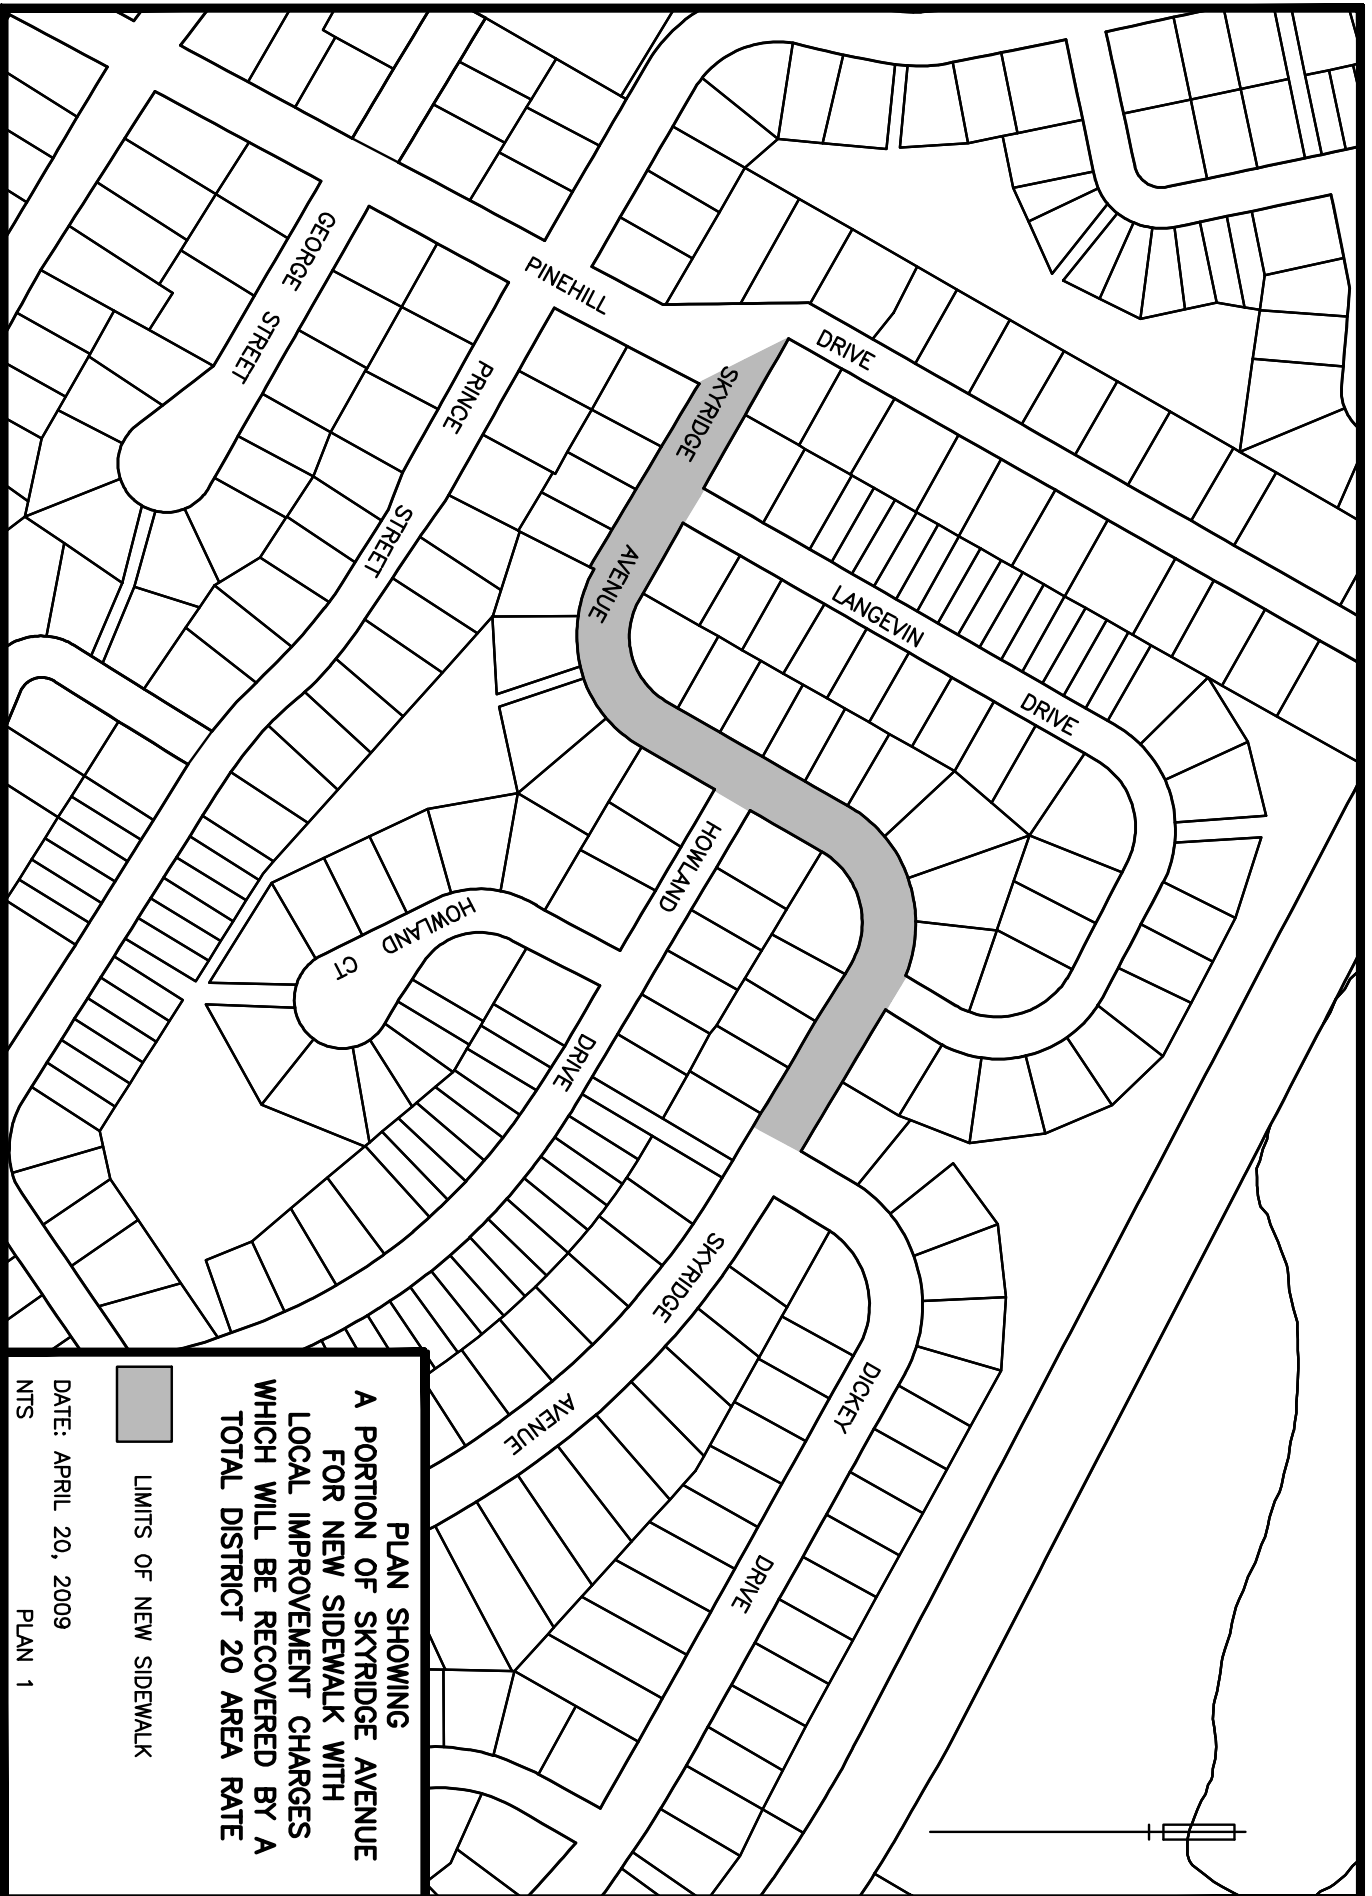 PINEHILL
DRIVE
GEORGE
STREET
PRINCE
STREET
SKYRIDGE
AVENUE
LANGEVIN
DRIVE
HOWLAND
DRIVE
HOWLAND
CT
SKYRIDGE
AVENUE
DICKEY
DRIVE
PLAN SHOWING
A PORTION OF SKYRIDGE AVENUE
FOR NEW SIDEWALK WITH
LOCAL IMPROVEMENT CHARGES
WHICH WILL BE RECOVERED BY A
TOTAL DISTRICT 20 AREA RATE
LIMITS OF NEW SIDEWALK
DATE: APRIL 20, 2009
NTS PLAN 1